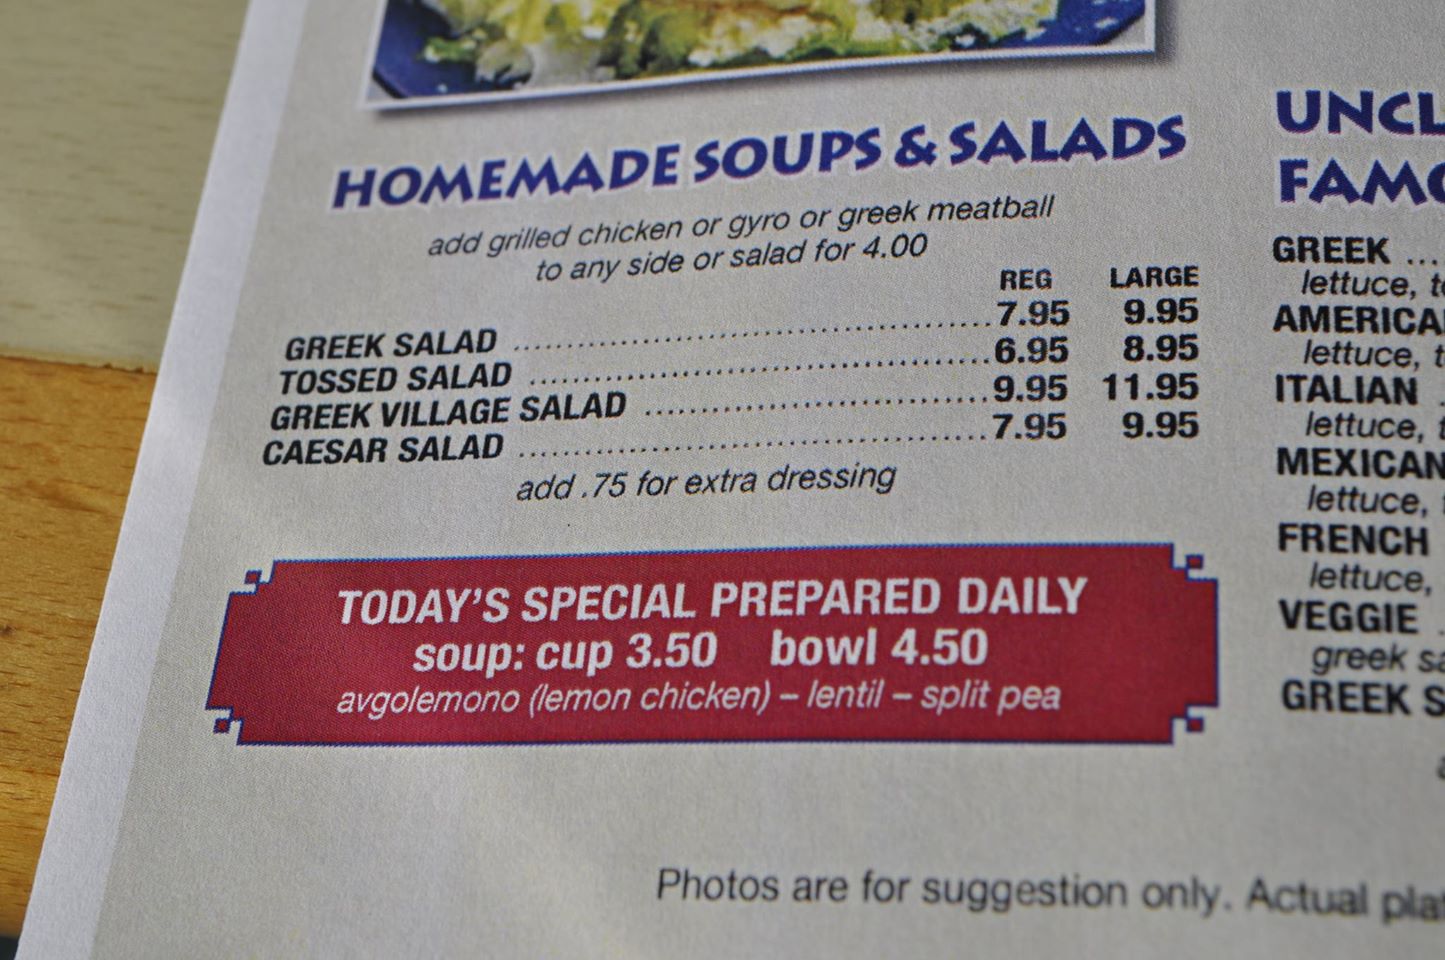 HOMEMADE SOUPS & SALADS
add grilled chicken or gyro or greek meatball
to any side or salad for 4.00
REG LARGE
GREEK SALAD ........................................ 7.95 9.95
TOSSED SALAD ........................................ 6.95 8.95
GREEK VILLAGE SALAD ........................................ 9.95 11.95
CAESAR SALAD ........................................ 7.95 9.95
add .75 for extra dressing
TODAY'S SPECIAL PREPARED DAILY
soup: cup 3.50 bowl 4.50
avgolemono (lemon chicken) – lentil – split pea
Photos are for suggestion only. Actual
UNCL
FAMO
GREEK ...
lettuce,
AMERICA
lettuce,
ITALIAN
lettuce,
MEXICAN
lettuce,
FRENCH
lettuce,
VEGGIE
greek
GREEK